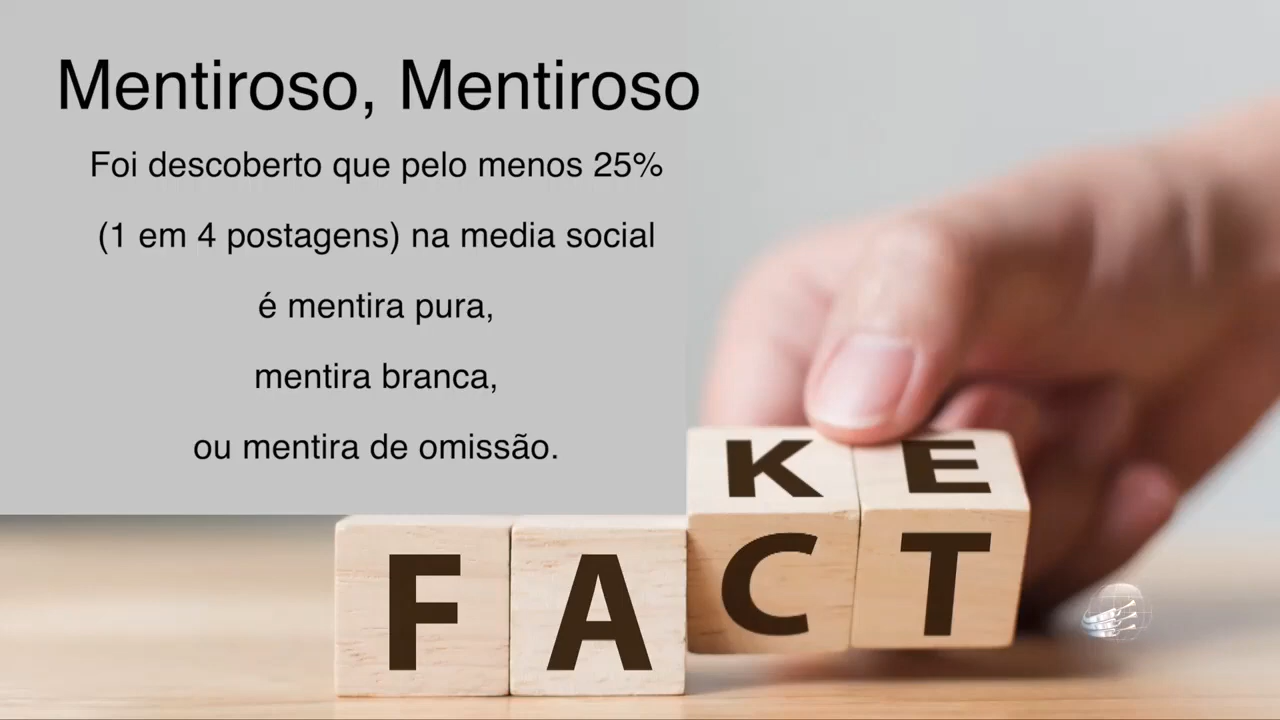 Mentiroso, Mentiroso
Foi descoberto que pelo menos 25%
(1 em 4 postagens) na media social
é mentira pura,
mentira branca,
ou mentira de omissão.
K E
F A C T